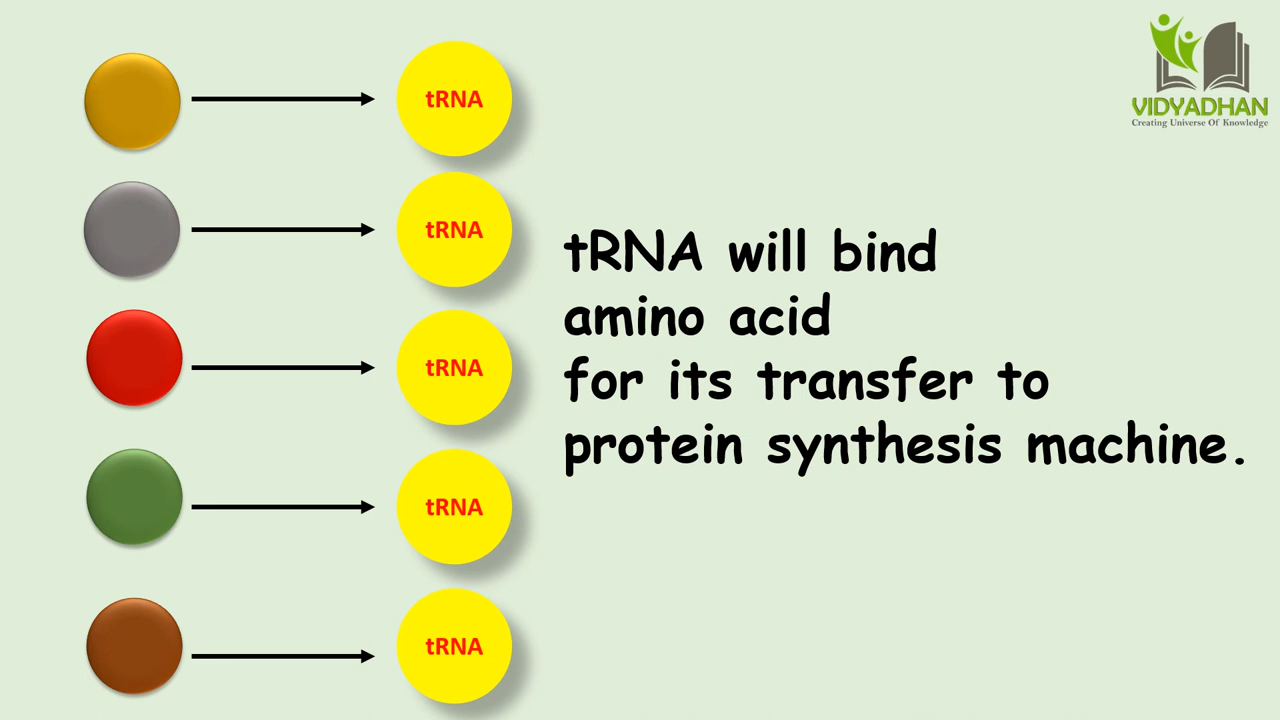 VIDYADHAN
Creating Universe Of Knowledge
tRNA
tRNA
tRNA
tRNA
tRNA
tRNA will bind
amino acid
for its transfer to
protein synthesis machine.